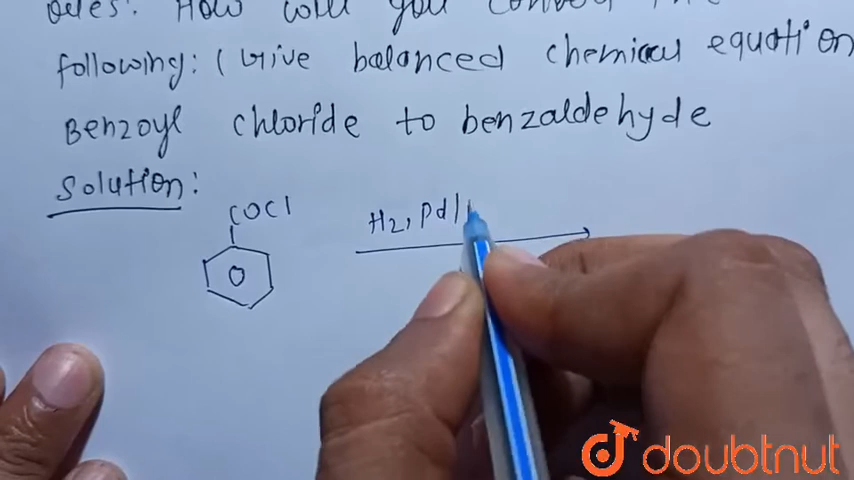 following: (Give balanced chemical equation
Benzoyl chloride to benzaldehyde
Solution:
COCl
H2, Pd|
doubtnut